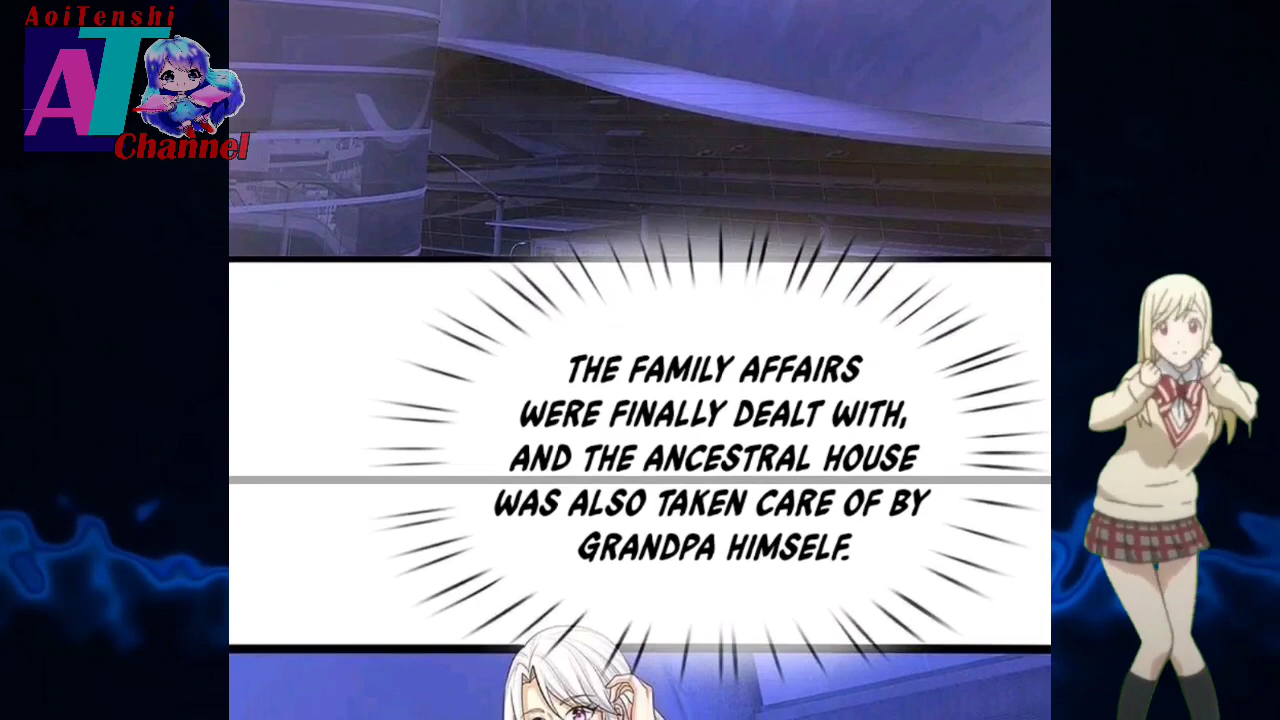 AoiTenshi
AT
Channel
THE FAMILY AFFAIRS
WERE FINALLY DEALT WITH,
AND THE ANCESTRAL HOUSE
WAS ALSO TAKEN CARE OF BY
GRANDPA HIMSELF.